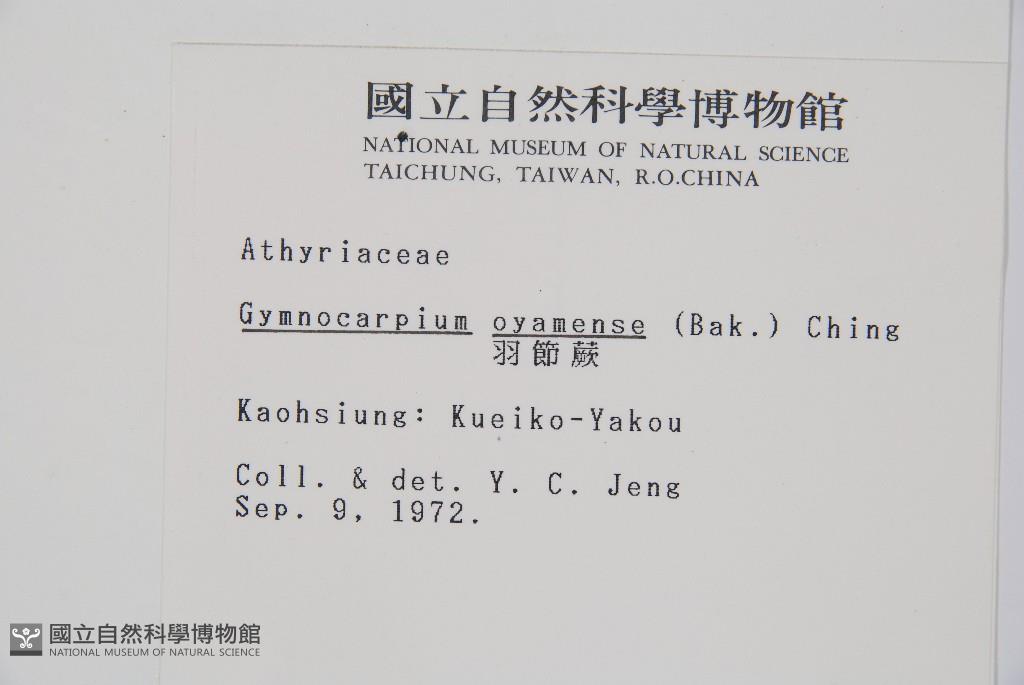 國立自然科學博物館
NATIONAL MUSEUM OF NATURAL SCIENCE
TAICHUNG, TAIWAN, R.O.CHINA
Athyriaceae
Gymnocarpium oyamense (Bak.) Ching
羽節蕨
Kaohsiung: Kueiko-Yakou
Coll. & det. Y. C. Jeng
Sep. 9, 1972.
國立自然科學博物館
NATIONAL MUSEUM OF NATURAL SCIENCE